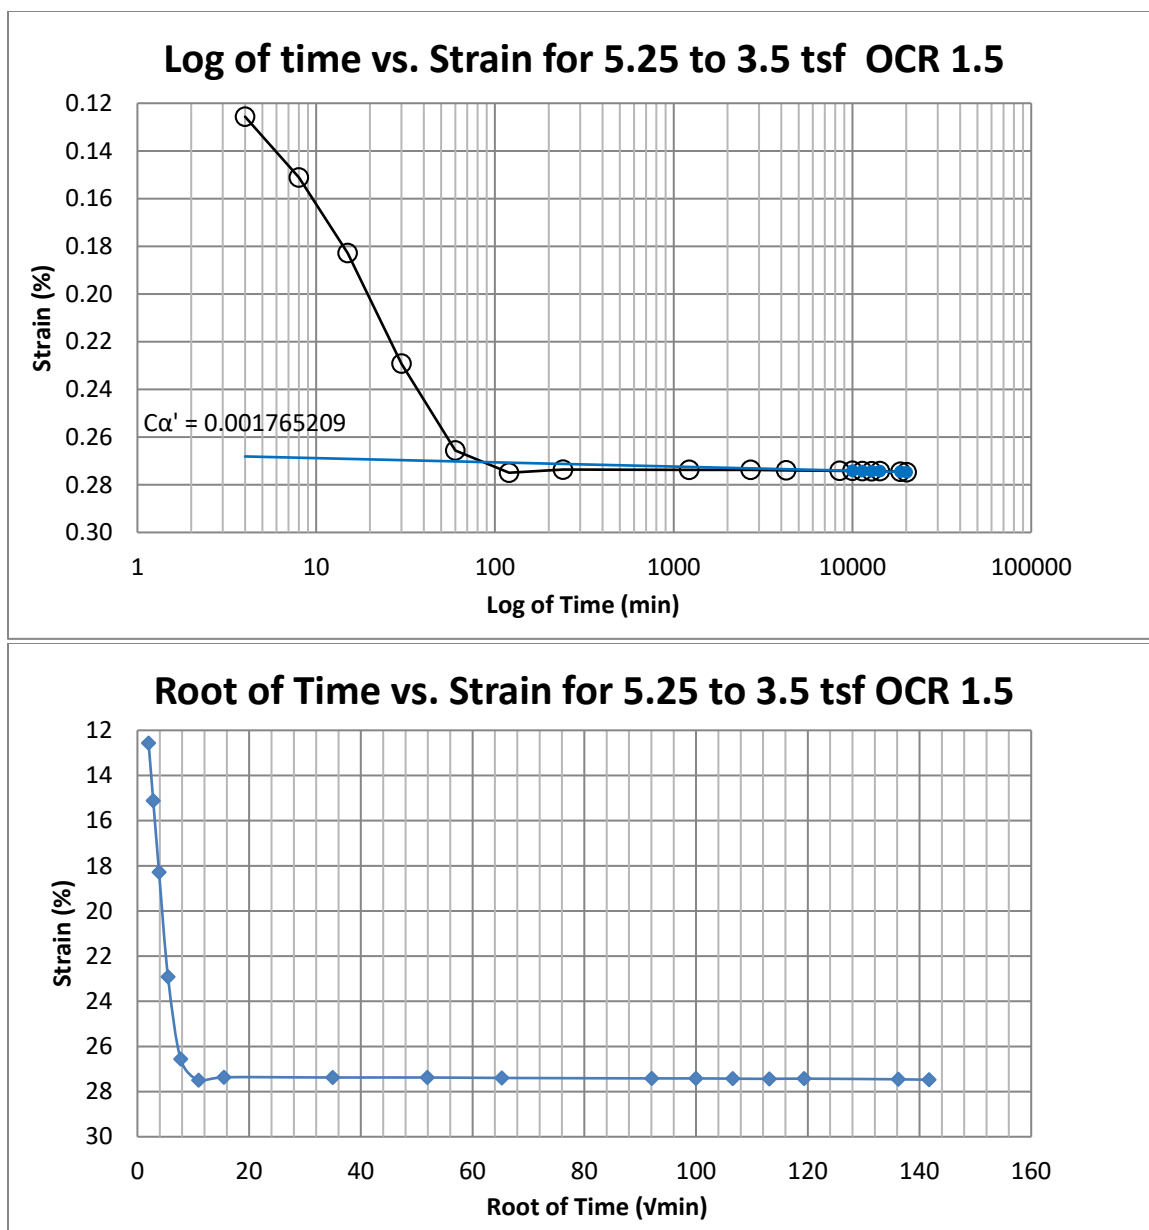 Log of time vs. Strain for 5.25 to 3.5 tsf  OCR 1.5
0.12
0.14
0.16
0.18
0.20
0.22
0.24
0.26
0.28
0.30
Strain (%)
Cα' = 0.001765209
1 10 100 1000 10000 100000
Log of Time (min)
Root of Time vs. Strain for 5.25 to 3.5 tsf OCR 1.5
12
14
16
18
20
22
24
26
28
30
Strain (%)
0 20 40 60 80 100 120 140 160
Root of Time (√min)